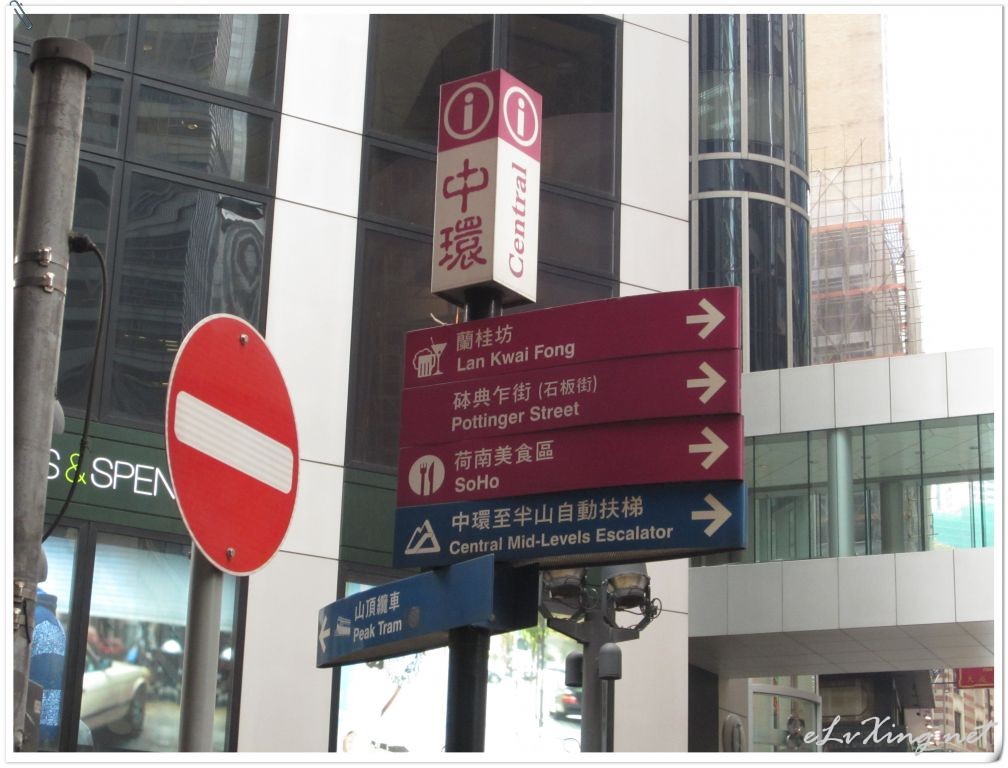 中環
Central
蘭桂坊
Lan Kwai Fong
砵典乍街 (石板街)
Pottinger Street
荷南美食區
SoHo
中環至半山自動扶梯
Central Mid-Levels Escalator
山頂纜車
Peak Tram
S & SPEN
eLvXing.net